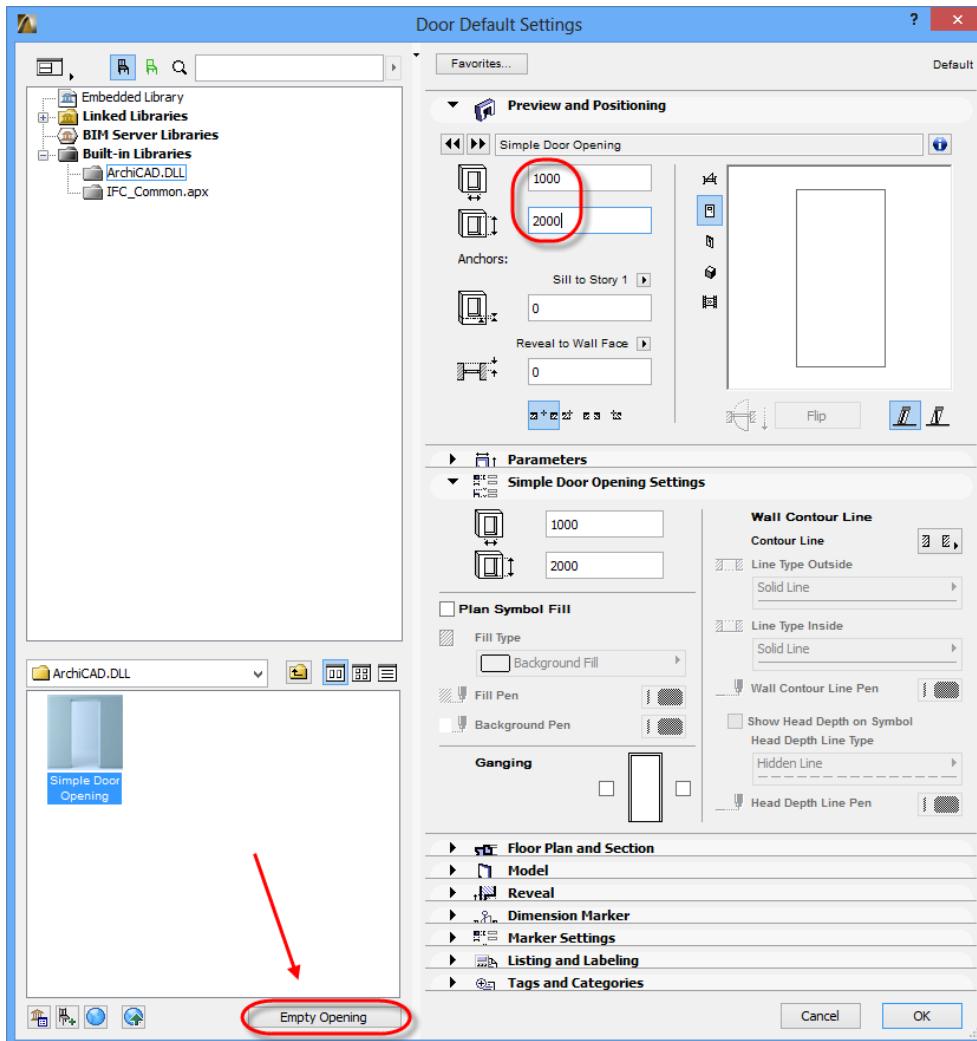 Door Default Settings
?
Embedded Library
Linked Libraries
BIM Server Libraries
Built-in Libraries
ArchiCAD.DLL
IFC_Common.apx
ArchiCAD.DLL
Simple Door
Opening
Empty Opening
Favorites...
Default
Preview and Positioning
Simple Door Opening
1000
2000
Anchors:
Sill to Story 1
0
Reveal to Wall Face
0
Flip
Parameters
Simple Door Opening Settings
1000
2000
Plan Symbol Fill
Fill Type
Background Fill
Fill Pen
Background Pen
Ganging
Wall Contour Line
Contour Line
Line Type Outside
Solid Line
Line Type Inside
Solid Line
Wall Contour Line Pen
Show Head Depth on Symbol
Head Depth Line Type
Hidden Line
Head Depth Line Pen
Floor Plan and Section
Model
Reveal
Dimension Marker
Marker Settings
Listing and Labeling
Tags and Categories
Cancel
OK